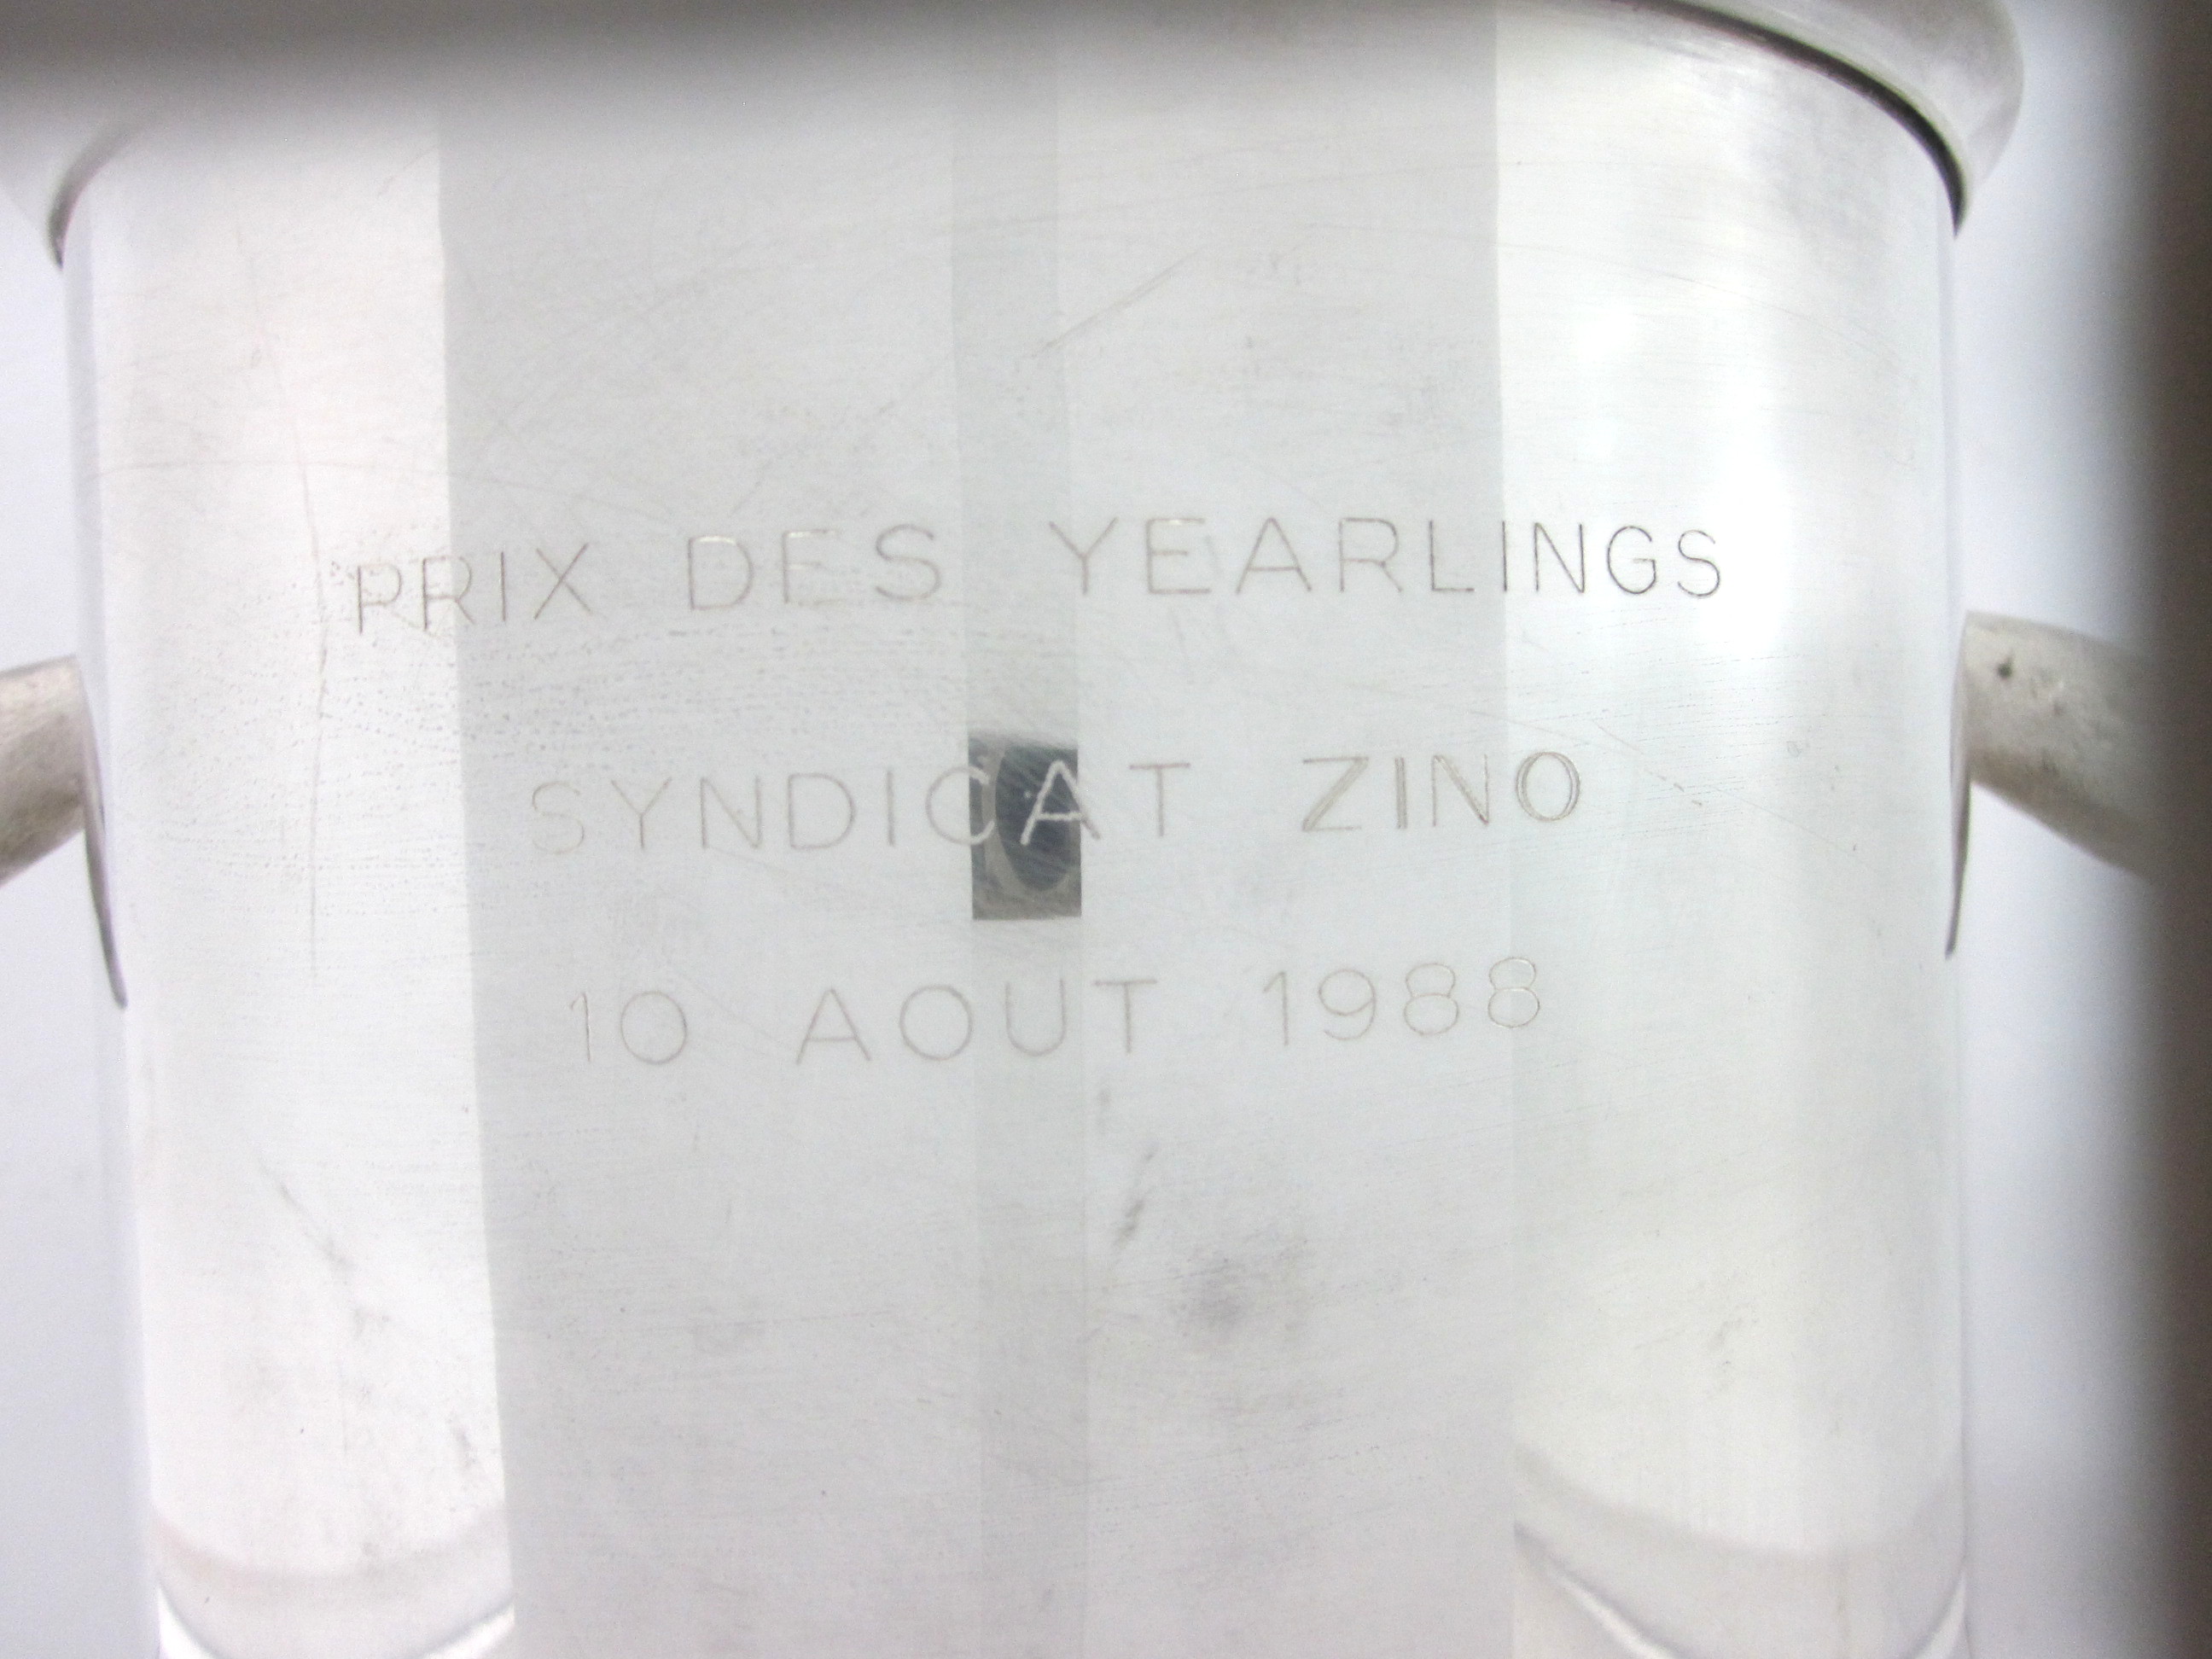 PRIX DES YEARLINGS
SYNDICAT ZINO
10 AOUT 1988